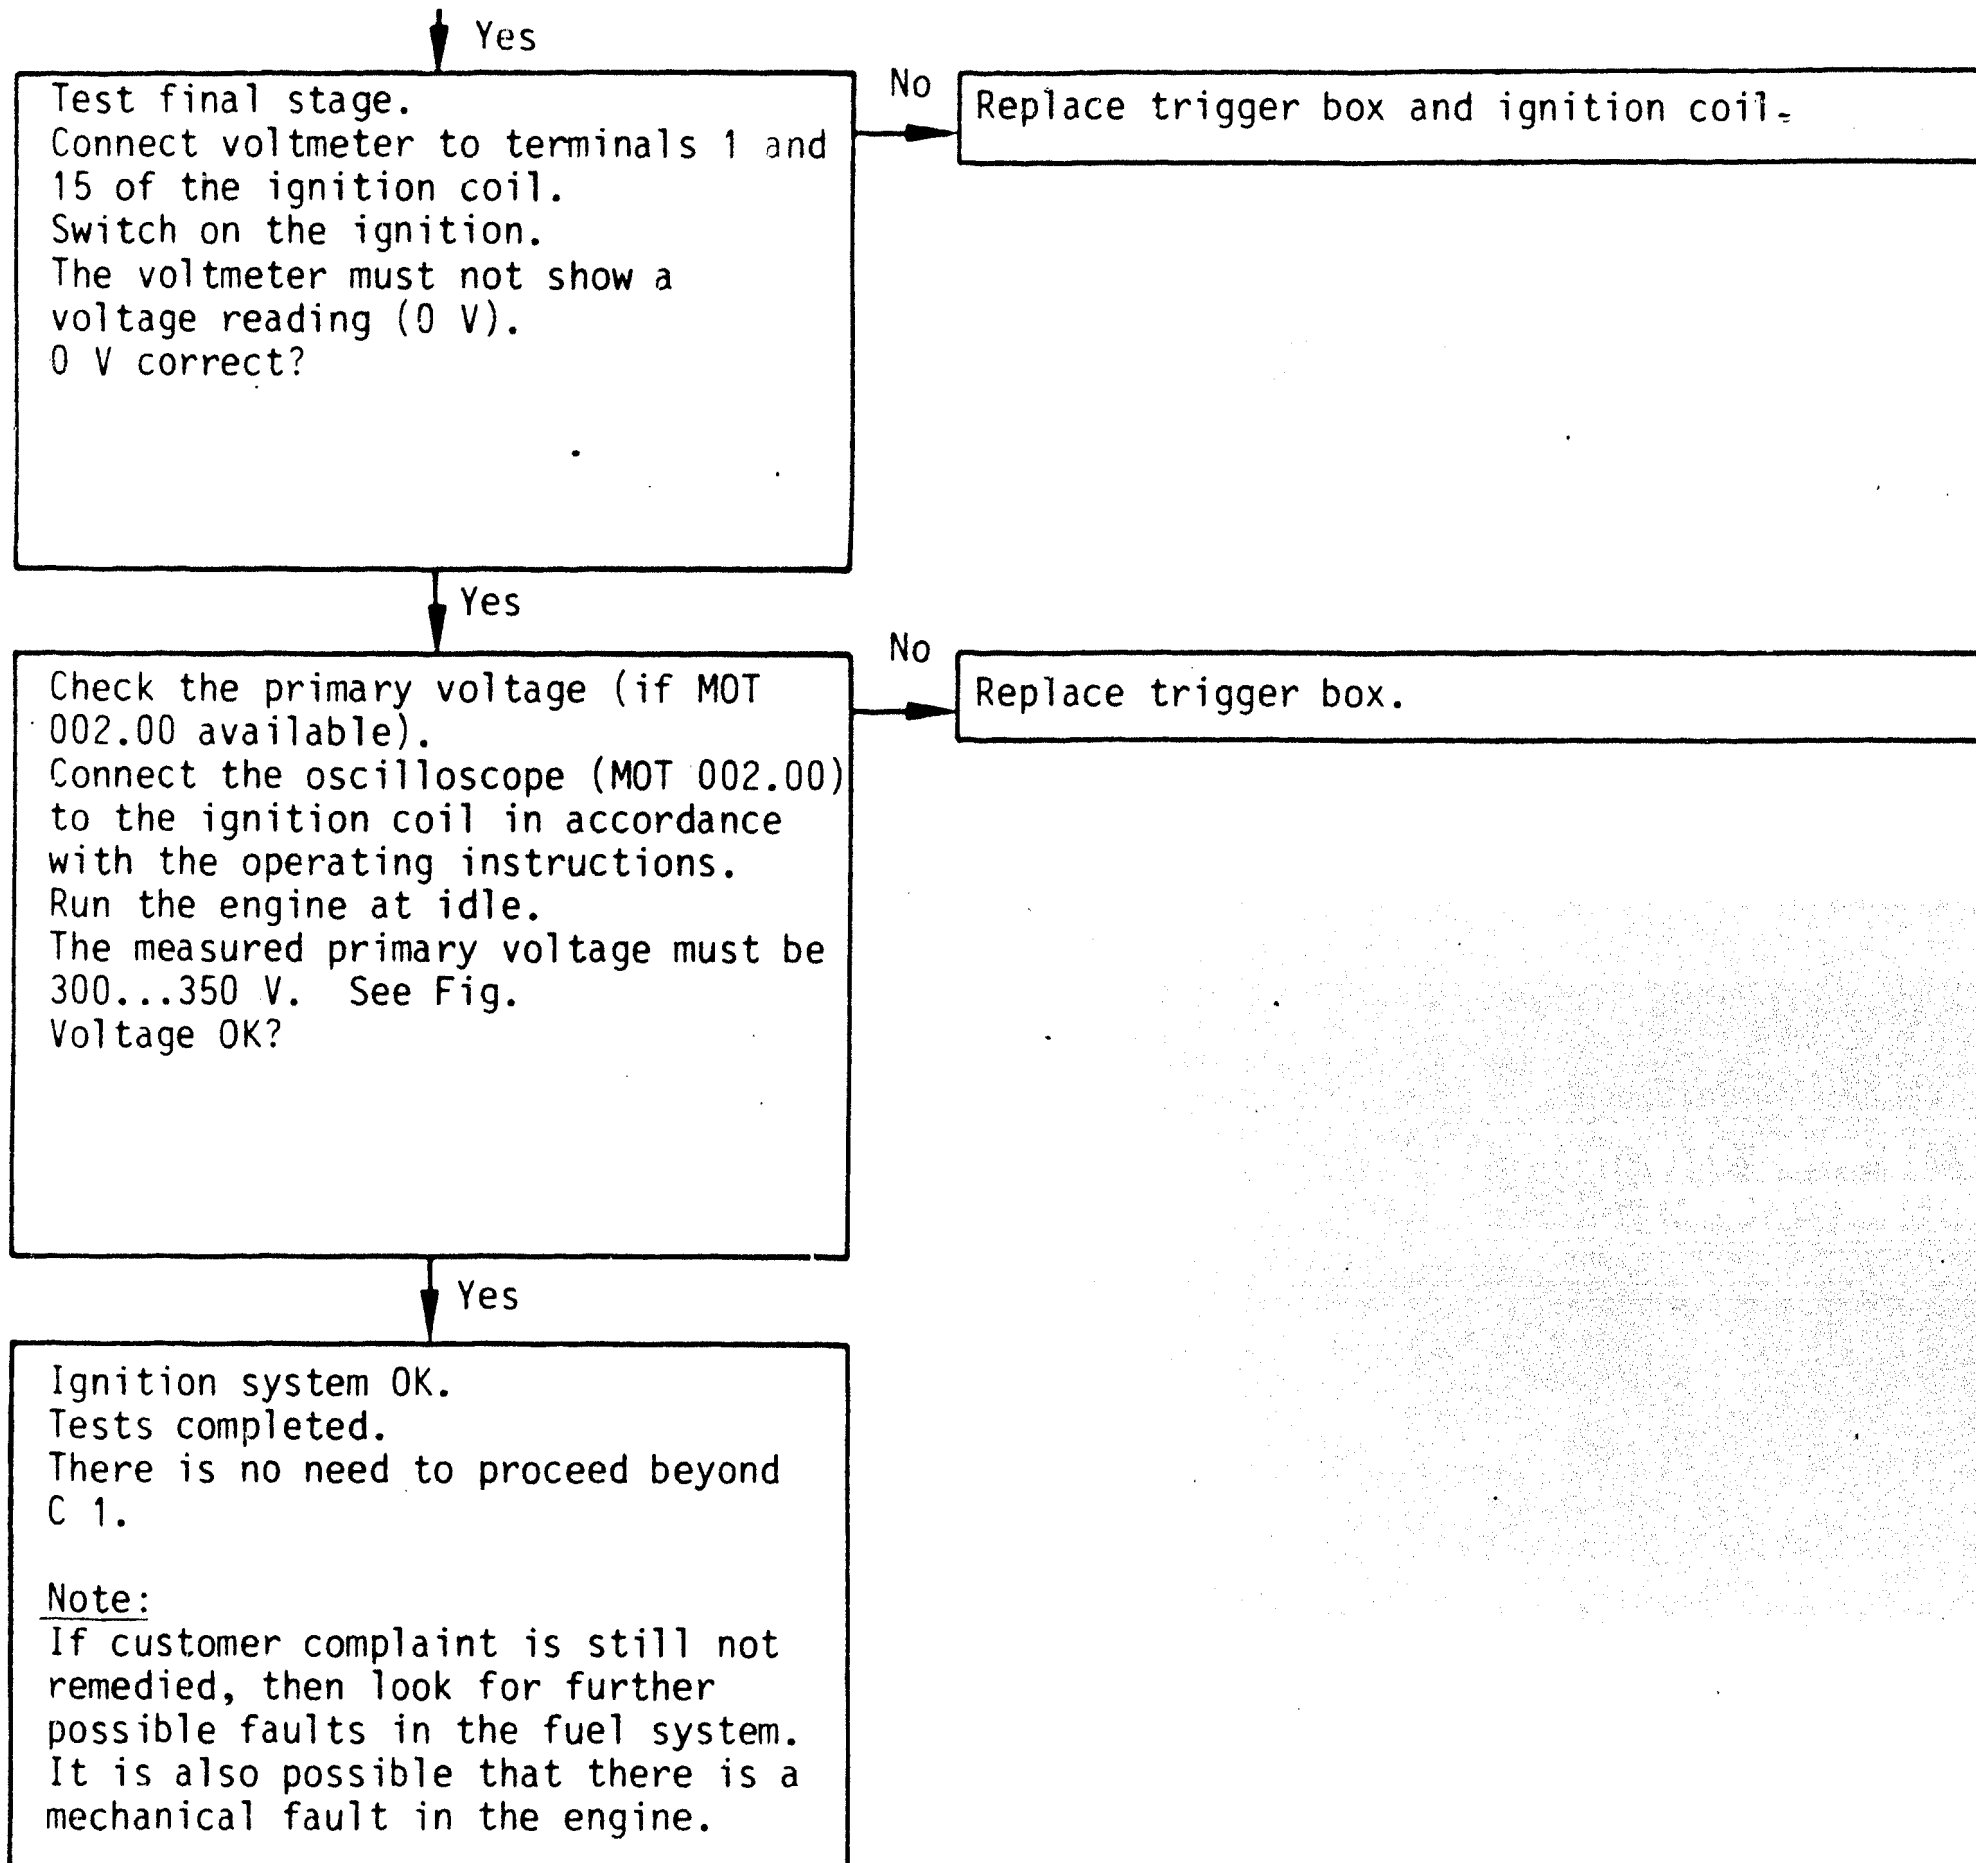 Yes
Test final stage.
Connect voltmeter to terminals 1 and
15 of the ignition coil.
Switch on the ignition.
The voltmeter must not show a
voltage reading (0 V).
0 V correct?
No
Replace trigger box and ignition coil.
Yes
Check the primary voltage (if MOT
002.00 available).
Connect the oscilloscope (MOT 002.00)
to the ignition coil in accordance
with the operating instructions.
Run the engine at idle.
The measured primary voltage must be
300...350 V. See Fig.
Voltage OK?
No
Replace trigger box.
Yes
Ignition system OK.
Tests completed.
There is no need to proceed beyond
C 1.
Note:
If customer complaint is still not
remedied, then look for further
possible faults in the fuel system.
It is also possible that there is a
mechanical fault in the engine.